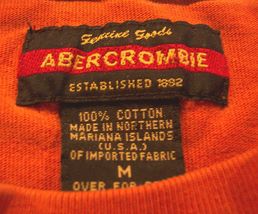 Genuine Goods
ABERCROMBIE
ESTABLISHED 1892
100% COTTON
MADE IN NORTHERN
MARIANA ISLANDS
(U.S.A.)
OF IMPORTED FABRIC
M
OVER FOR